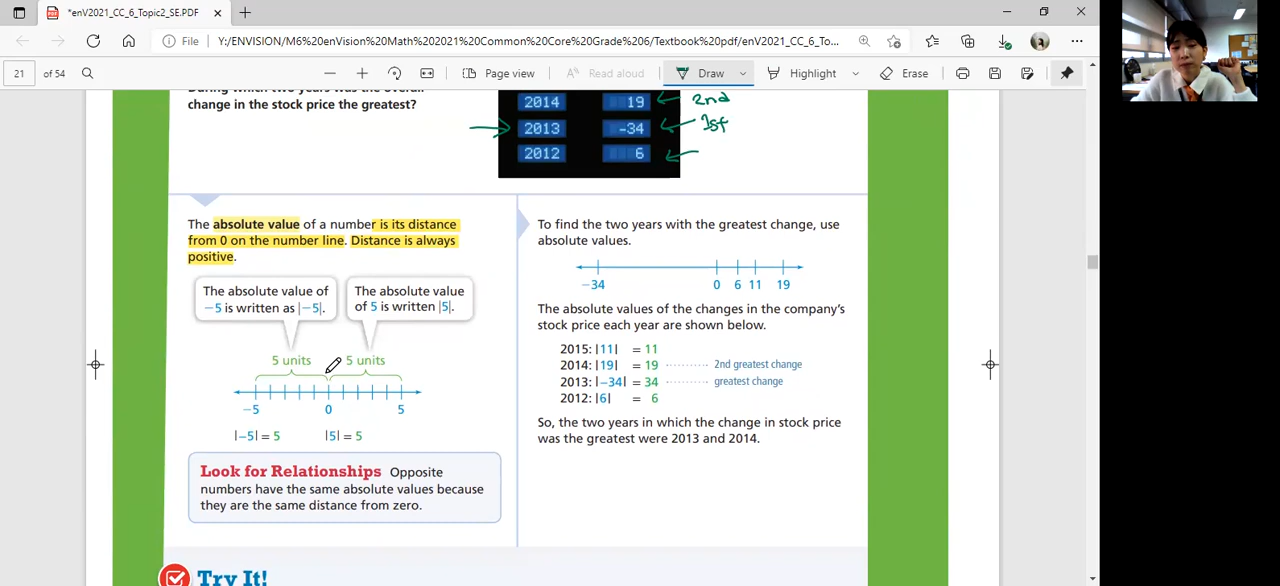 *enV2021_CC_6_Topic2_SE.PDF
File
Y:/ENVISION/M6%20enVision%20Math%202021%20Common%20Core%20Grade%206/Textbook%20pdf/enV2021_CC_6_To...
21 of 54
Page view
Read aloud
Draw
Highlight
Erase
During which two years was the overall
change in the stock price the greatest?
2014 19 2nd
2013 -34 1st
2012 6
The absolute value of a number is its distance
from 0 on the number line. Distance is always
positive.
The absolute value of
−5 is written as |−5|.
The absolute value
of 5 is written |5|.
5 units 5 units
−5 0 5
|−5| = 5 |5| = 5
Look for Relationships Opposite
numbers have the same absolute values because
they are the same distance from zero.
To find the two years with the greatest change, use
absolute values.
−34 0 6 11 19
The absolute values of the changes in the company's
stock price each year are shown below.
2015: |11| = 11
2014: |19| = 19 ........... 2nd greatest change
2013: |−34| = 34 ........... greatest change
2012: |6| = 6
So, the two years in which the change in stock price
was the greatest were 2013 and 2014.
Try It!